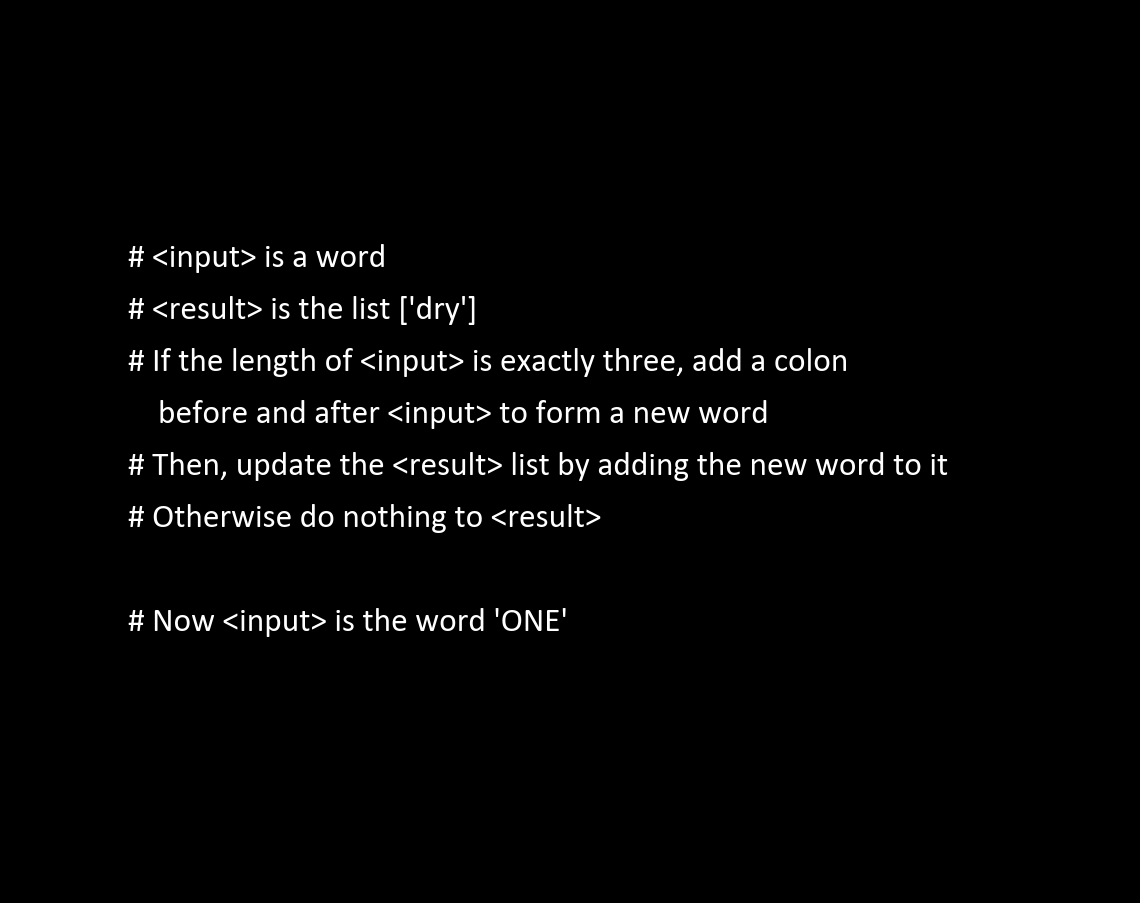 # <input> is a word
# <result> is the list ['dry']
# If the length of <input> is exactly three, add a colon
before and after <input> to form a new word
# Then, update the <result> list by adding the new word to it
# Otherwise do nothing to <result>
# Now <input> is the word 'ONE'